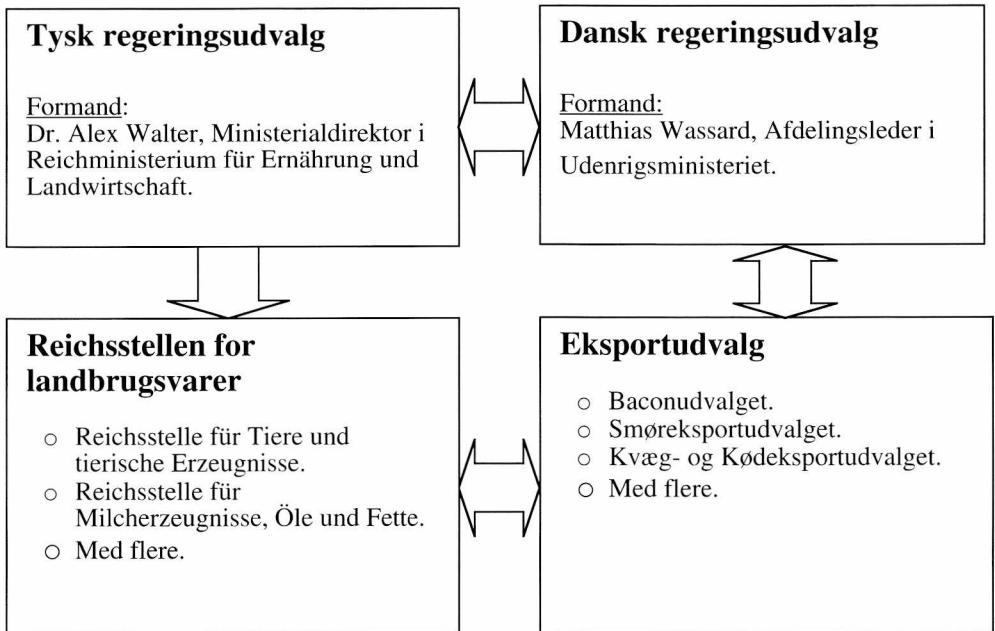 Tysk regeringsudvalg
Formand:
Dr. Alex Walter, Ministerialdirektor i
Reichministerium für Ernährung und
Landwirtschaft.
Dansk regeringsudvalg
Formand:
Matthias Wassard, Afdelingsleder i
Udenrigsministeriet.
Reichsstellen for
landbrugsvarer
○ Reichsstelle für Tiere und
tierische Erzeugnisse.
○ Reichsstelle für
Milcherzeugnisse, Öle und Fette.
○ Med flere.
Eksportudvalg
○ Baconudvalget.
○ Smøreksportudvalget.
○ Kvæg- og Kødeksportudvalget.
○ Med flere.